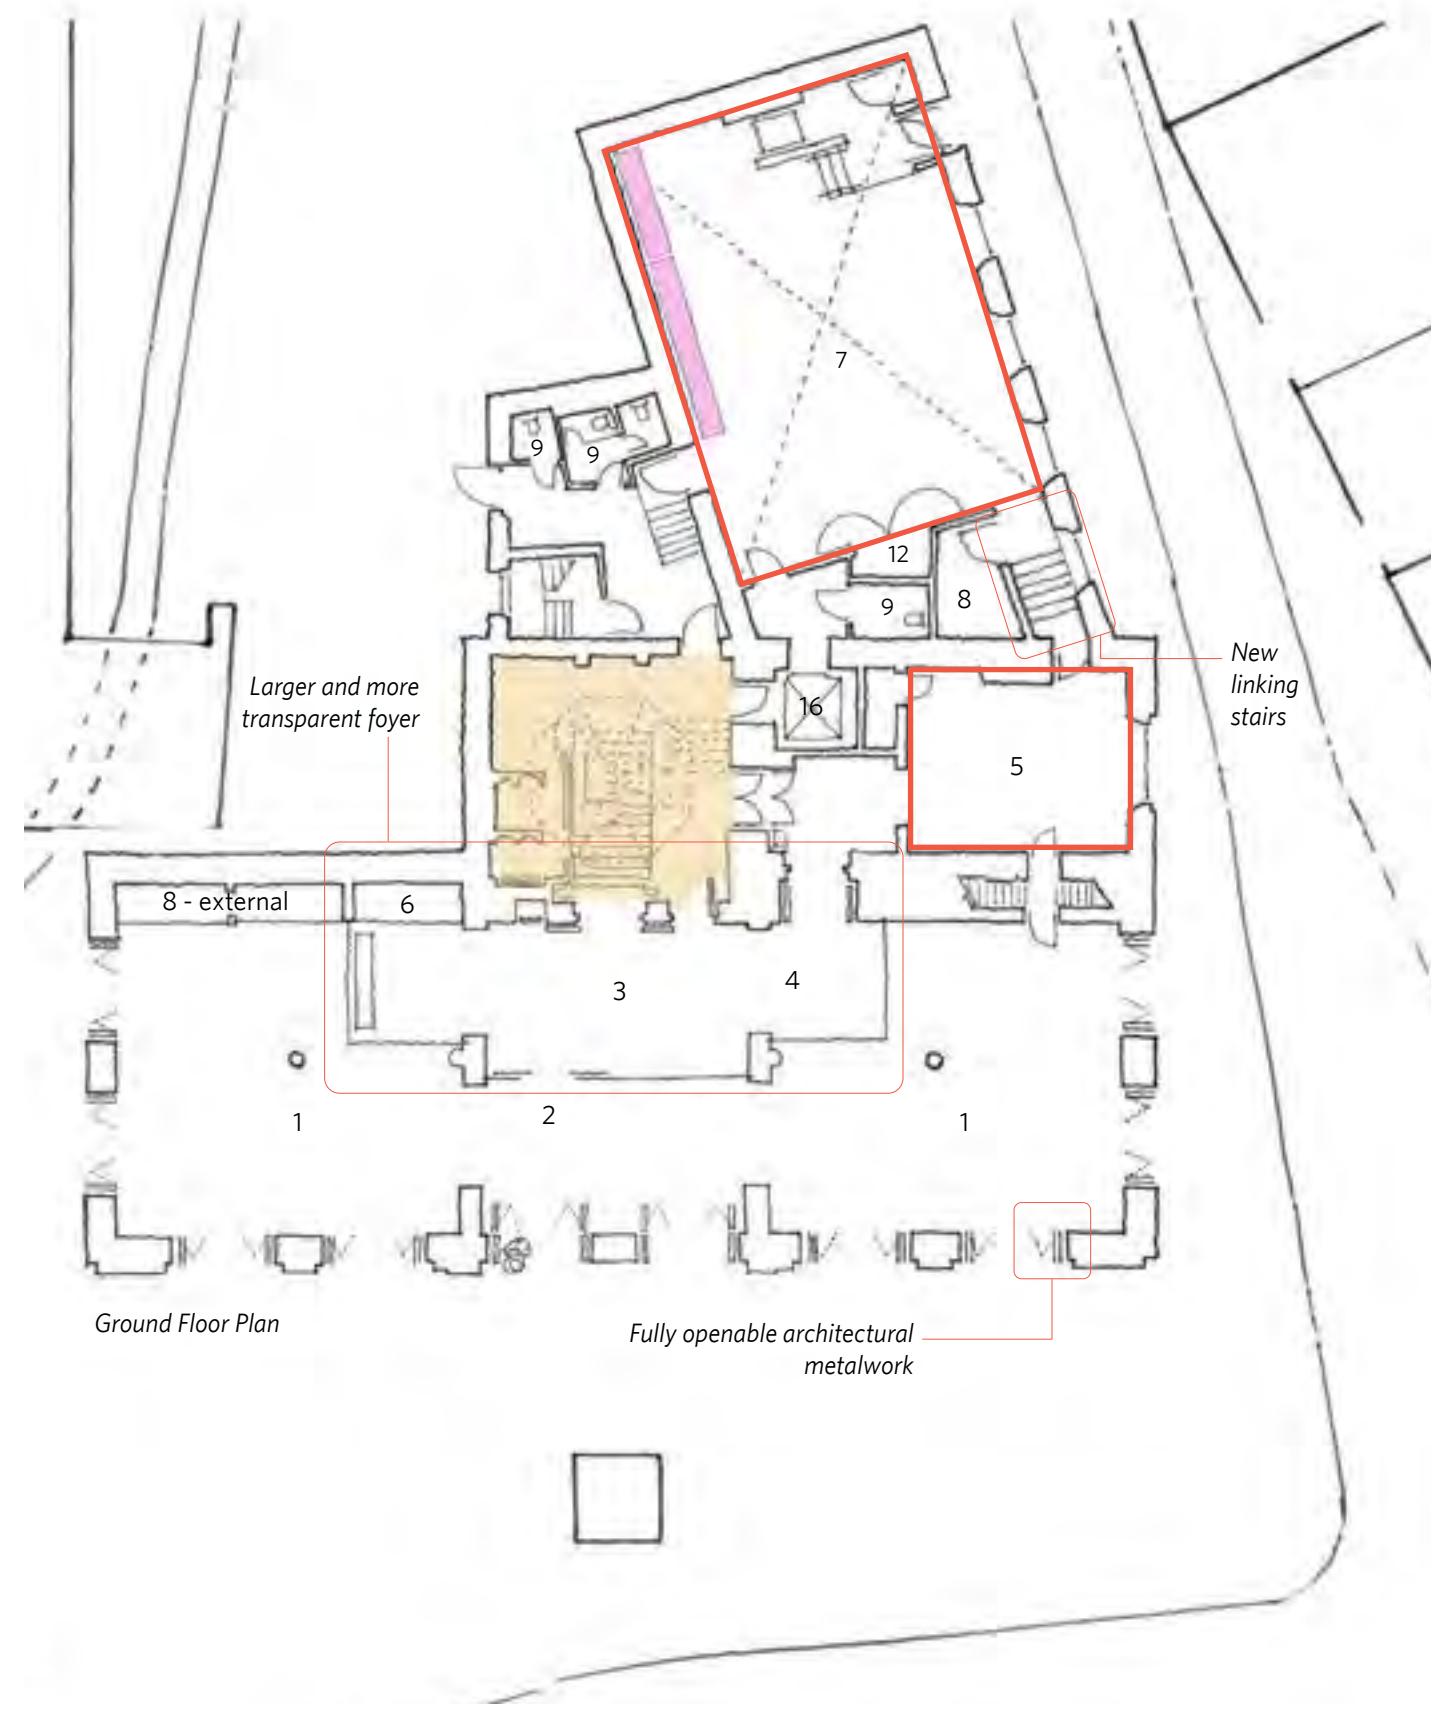 7
9
9
12
9
8
New
linking
stairs
Larger and more
transparent foyer
16
5
8 - external
6
3
4
1
2
1
Ground Floor Plan
Fully openable architectural
metalwork